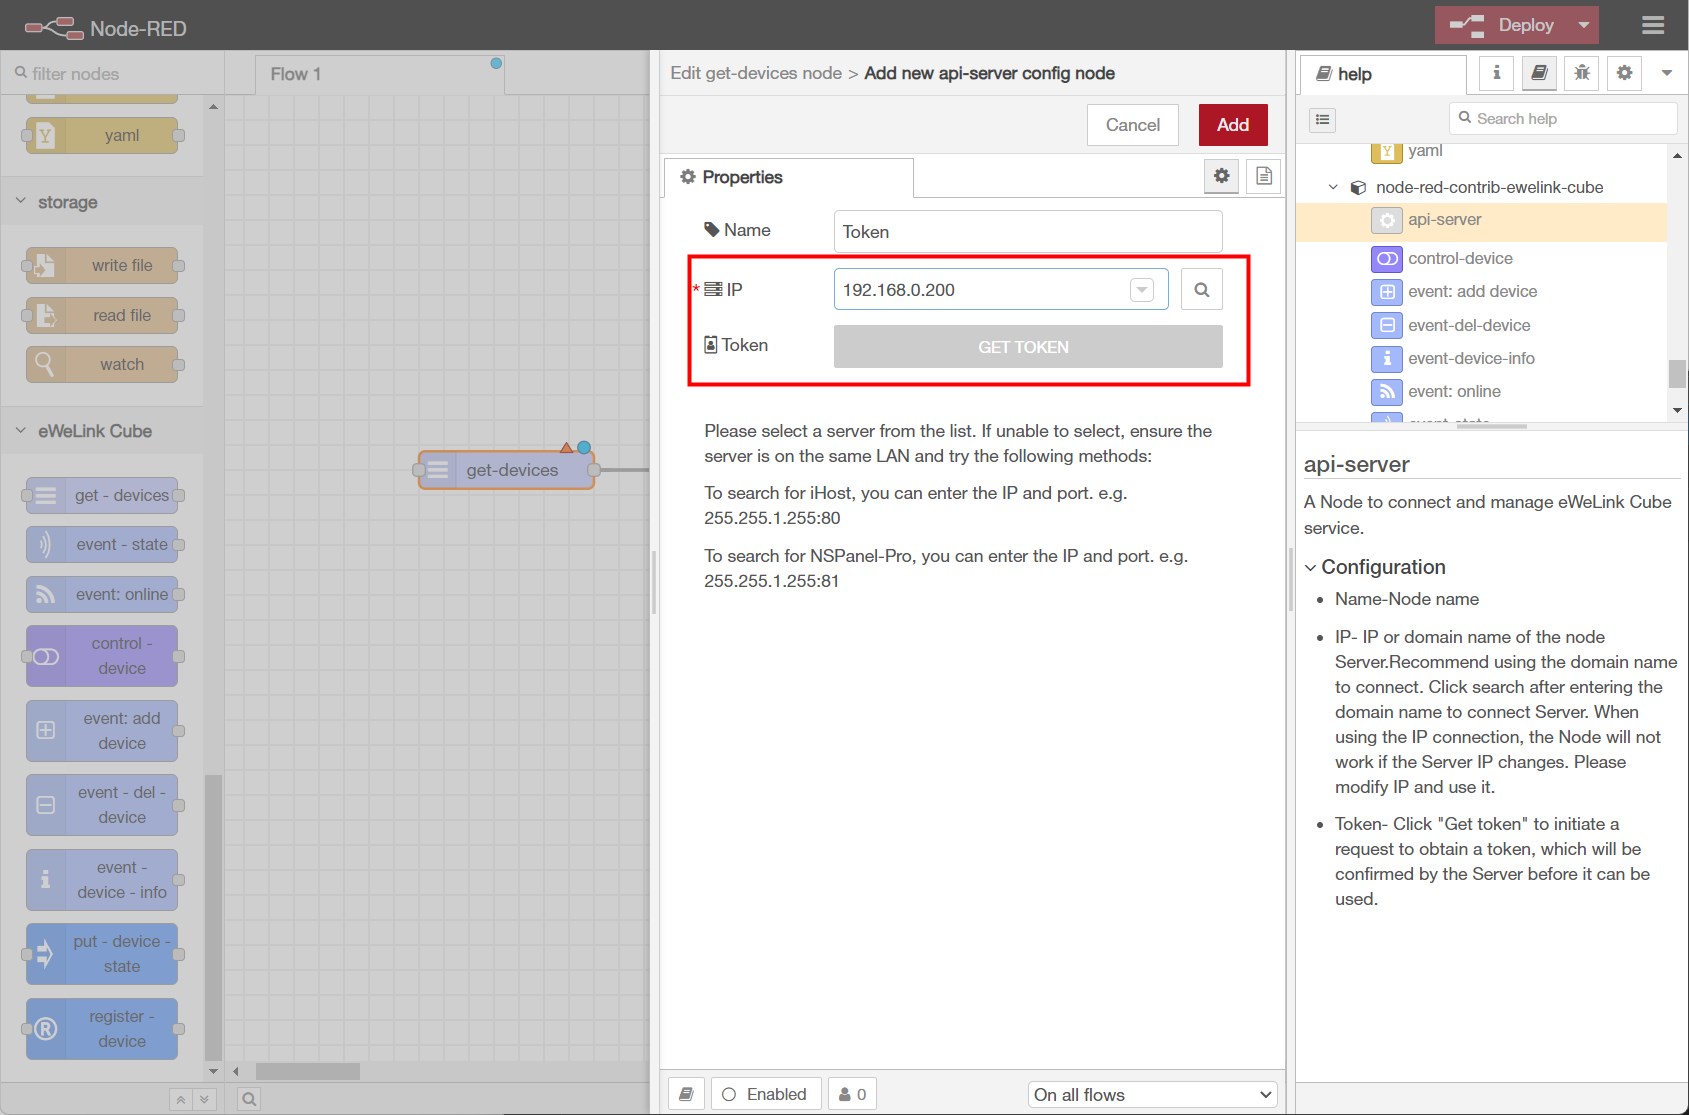 Node-RED
Deploy
filter nodes
yaml
storage
write file
read file
watch
eWeLink Cube
get - devices
event - state
event: online
control -
device
event: add
device
event - del -
device
event -
device - info
put - device -
state
register -
device
Flow 1
get-devices
Edit get-devices node > Add new api-server config node
Cancel
Add
Properties
Name
Token
* IP
192.168.0.200
Token
GET TOKEN
Please select a server from the list. If unable to select, ensure the
server is on the same LAN and try the following methods:
To search for iHost, you can enter the IP and port. e.g.
255.255.1.255:80
To search for NSPanel-Pro, you can enter the IP and port. e.g.
255.255.1.255:81
Enabled
0
On all flows
help
Search help
yaml
node-red-contrib-ewelink-cube
api-server
control-device
event: add device
event-del-device
event-device-info
event: online
api-server
A Node to connect and manage eWeLink Cube
service.
Configuration
• Name-Node name
• IP- IP or domain name of the node
Server.Recommend using the domain name
to connect. Click search after entering the
domain name to connect Server. When
using the IP connection, the Node will not
work if the Server IP changes. Please
modify IP and use it.
• Token- Click "Get token" to initiate a
request to obtain a token, which will be
confirmed by the Server before it can be
used.